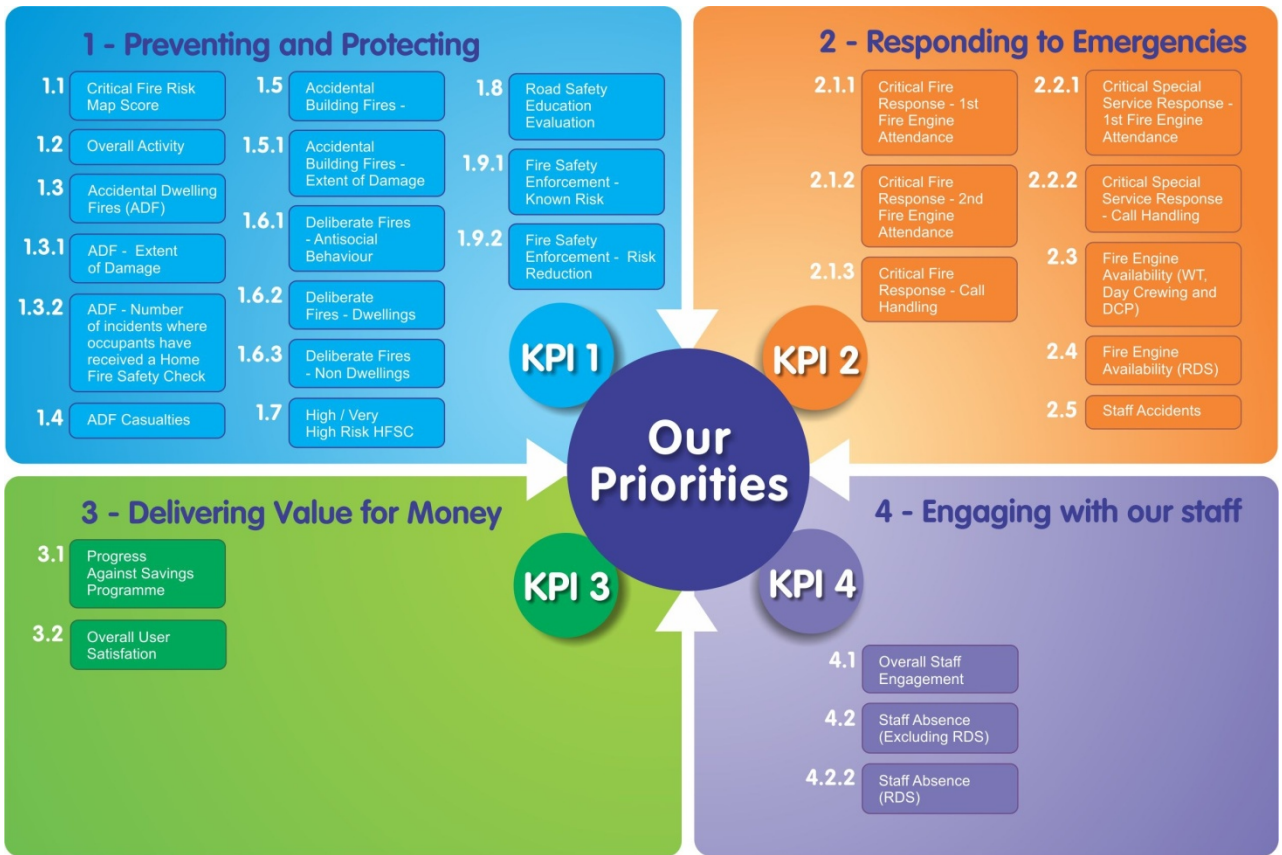 1 - Preventing and Protecting
1.1
Critical Fire Risk
Map Score
1.2
Overall Activity
1.3
Accidental Dwelling
Fires (ADF)
1.3.1
ADF - Extent
of Damage
1.3.2
ADF - Number
of incidents where
occupants have
received a Home
Fire Safety Check
1.4
ADF Casualties
1.5
Accidental
Building Fires -
1.5.1
Accidental
Building Fires -
Extent of Damage
1.6.1
Deliberate Fires
- Antisocial
Behaviour
1.6.2
Deliberate
Fires - Dwellings
1.6.3
Deliberate Fires
- Non Dwellings
1.7
High / Very
High Risk HFSC
1.8
Road Safety
Education
Evaluation
1.9.1
Fire Safety
Enforcement -
Known Risk
1.9.2
Fire Safety
Enforcement - Risk
Reduction
KPI 1
2 - Responding to Emergencies
2.1.1
Critical Fire
Response - 1st
Fire Engine
Attendance
2.1.2
Critical Fire
Response - 2nd
Fire Engine
Attendance
2.1.3
Critical Fire
Response - Call
Handling
2.2.1
Critical Special
Service Response -
1st Fire Engine
Attendance
2.2.2
Critical Special
Service Response
- Call Handling
2.3
Fire Engine
Availability (WT,
Day Crewing and
DCP)
2.4
Fire Engine
Availability (RDS)
2.5
Staff Accidents
KPI 2
Our
Priorities
3 - Delivering Value for Money
3.1
Progress
Against Savings
Programme
3.2
Overall User
Satisfation
KPI 3
4 - Engaging with our staff
KPI 4
4.1
Overall Staff
Engagement
4.2
Staff Absence
(Excluding RDS)
4.2.2
Staff Absence
(RDS)